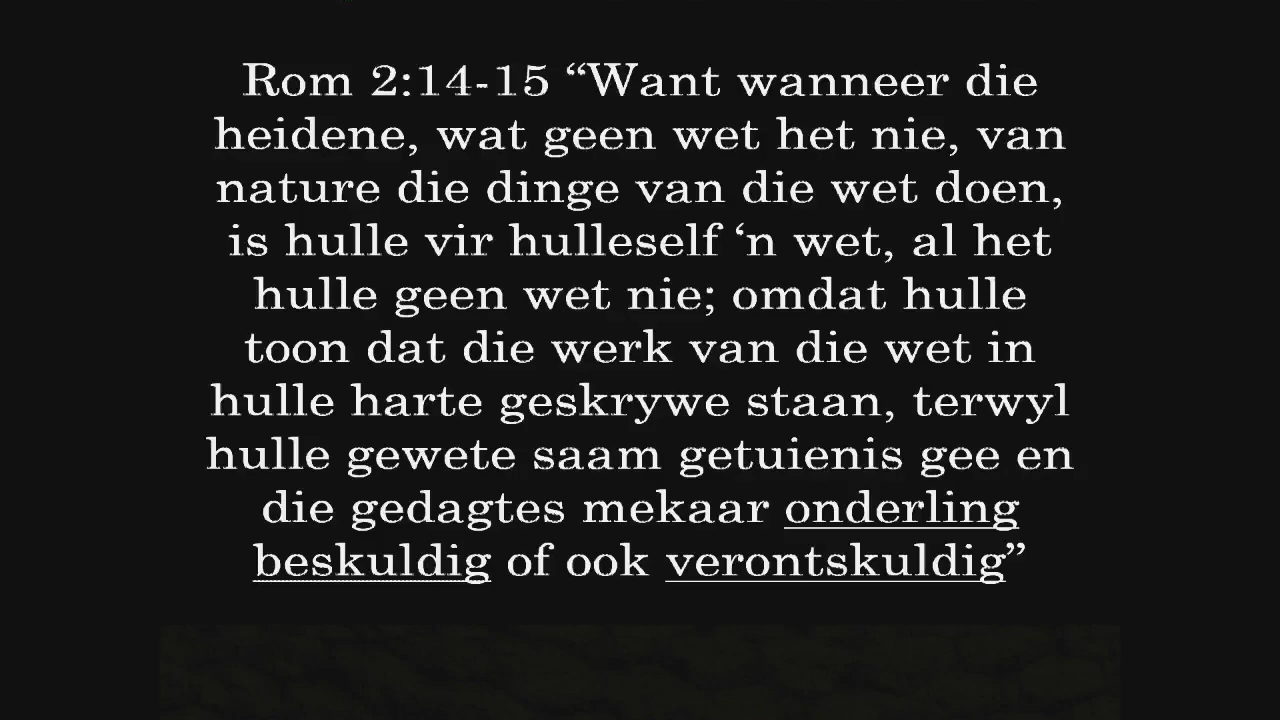 Rom 2:14-15 “Want wanneer die
heidene, wat geen wet het nie, van
nature die dinge van die wet doen,
is hulle vir hulleself ‘n wet, al het
hulle geen wet nie; omdat hulle
toon dat die werk van die wet in
hulle harte geskrywe staan, terwyl
hulle gewete saam getuienis gee en
die gedagtes mekaar onderling
beskuldig of ook verontskuldig”